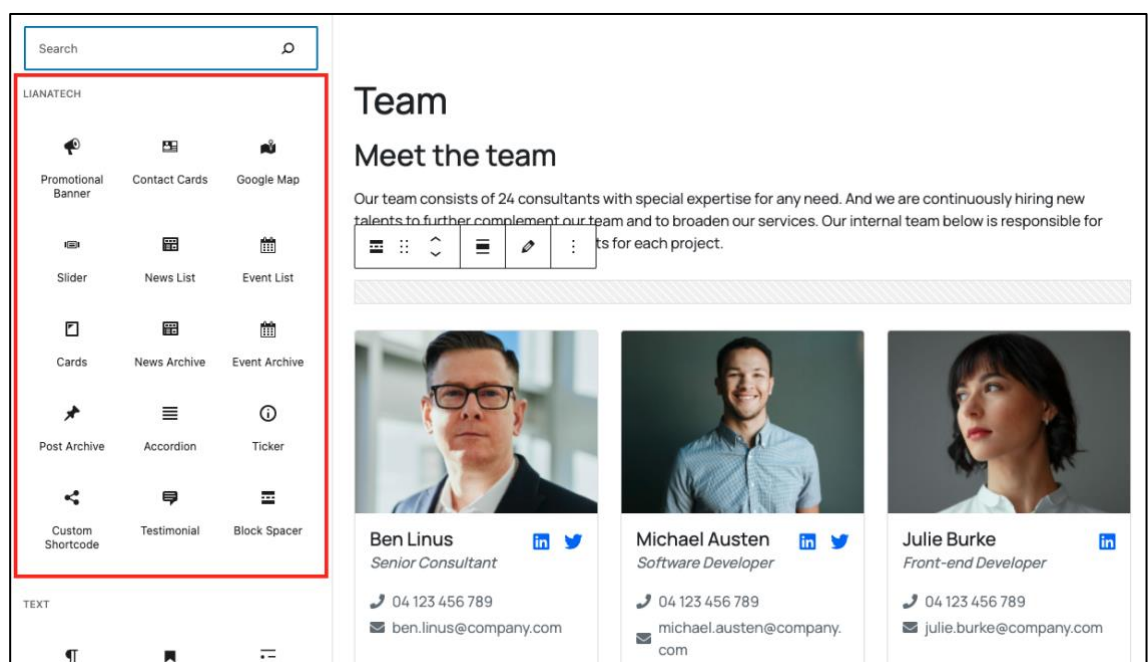 Search
LIANATECH
Promotional
Banner
Contact Cards
Google Map
Slider
News List
Event List
Cards
News Archive
Event Archive
Post Archive
Accordion
Ticker
Custom
Shortcode
Testimonial
Block Spacer
TEXT
Team
Meet the team
Our team consists of 24 consultants with special expertise for any need. And we are continuously hiring new
talents to further complement our team and to broaden our services. Our internal team below is responsible for
ts for each project.
Ben Linus
Senior Consultant
04 123 456 789
ben.linus@company.com
Michael Austen
Software Developer
04 123 456 789
michael.austen@company.
com
Julie Burke
Front-end Developer
04 123 456 789
julie.burke@company.com